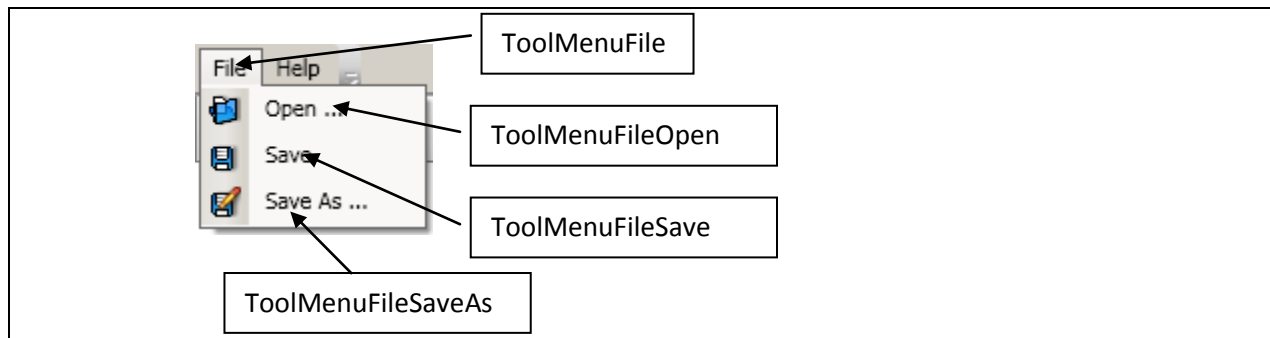 ToolMenuFile
File Help
Open ...
ToolMenuFileOpen
Save
ToolMenuFileSave
Save As ...
ToolMenuFileSaveAs